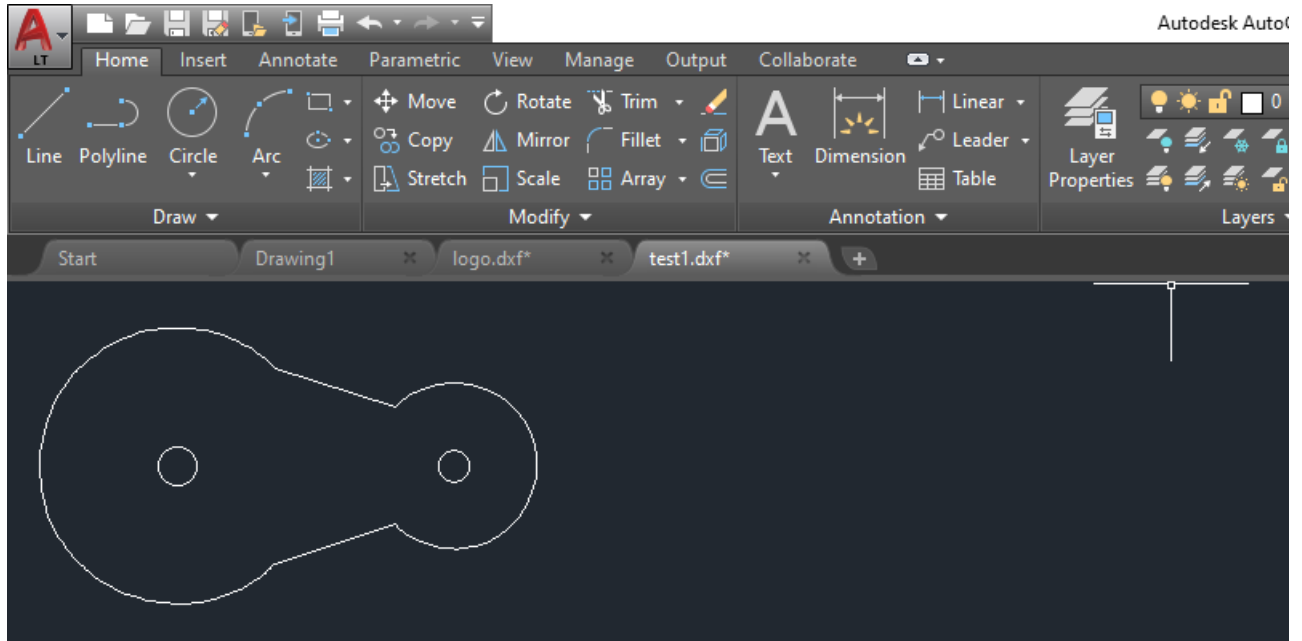 Autodesk Auto
LT
Home Insert Annotate Parametric View Manage Output Collaborate
Line Polyline Circle Arc
Move Rotate Trim
Copy Mirror Fillet
Stretch Scale Array
Text Dimension
Linear
Leader
Table
Layer
Properties
0
Draw Modify Annotation Layers
Start Drawing1 logo.dxf* test1.dxf*